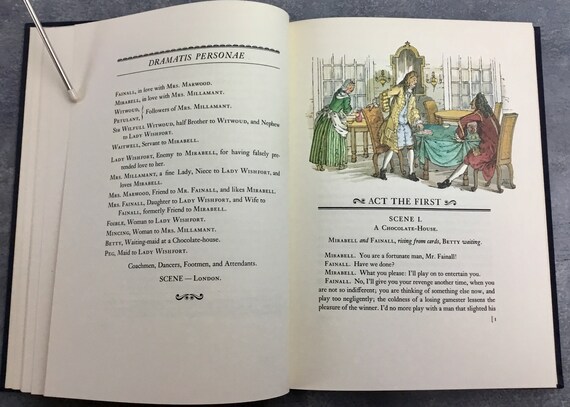 DRAMATIS PERSONAE
FAINALL, in love with MRS. MARWOOD.
MIRABELL, in love with MRS. MILLAMANT.
WITWOUD, } Followers of MRS. MILLAMANT.
PETULANT,
SIR WILFULL WITWOUD, half Brother to WITWOUD, and Nephew
to LADY WISHFORT.
WAITWELL, Servant to MIRABELL.
LADY WISHFORT, Enemy to MIRABELL, for having falsely pretended
tended love to her.
MRS. MILLAMANT, a fine Lady, Niece to LADY WISHFORT, and
loves MIRABELL.
MRS. MARWOOD, Friend to MR. FAINALL, and likes MIRABELL.
MRS. FAINALL, Daughter to LADY WISHFORT, and Wife to
FAINALL, formerly Friend to MIRABELL.
FOIBLE, Woman to LADY WISHFORT.
MINCING, Woman to MRS. MILLAMANT.
BETTY, Waiting-maid at a Chocolate-house.
PEG, Maid to LADY WISHFORT.
Coachmen, Dancers, Footmen, and Attendants.
SCENE—LONDON.
ACT THE FIRST
SCENE I.
A CHOCOLATE-HOUSE.
MIRABELL and FAINALL, rising from cards, BETTY waiting.
MIRABELL. You are a fortunate man, Mr. Fainall!
FAINALL. Have we done?
MIRABELL. What you please: I'll play on to entertain you.
FAINALL. No, I'll give you your revenge another time, when you
are not so indifferent; you are thinking of something else now, and
play too negligently; the coldness of a losing gamester lessens the
pleasure of the winner. I'd no more play with a man that slighted his
[1